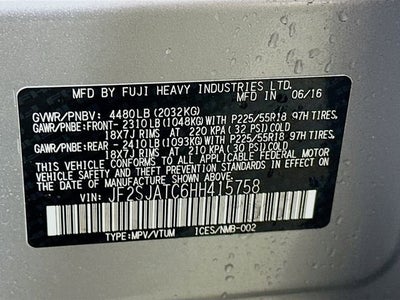 MFD BY FUJI HEAVY INDUSTRIES LTD.
IN 06/16
GVWR/PNBV: 4480LB (2032KG)
GAWR/PNBE:FRONT-2310LB (1048KG)WITH P225/55R18 97H TIRES
18X7J RIMS AT 220 KPA (32 PSI) COLD
GAWR/PNBE:REAR -2410LB (1093KG)WITH P225/55R18 97H TIRES
18X7J RIMS AT 210 KPA (30 PSI) COLD
THIS VEHICLE CONFORMS TO ALL APPLICABLE FEDERAL MOTOR
VEHICLE SAFETY, BUMPER, AND THEFT PREVENTION STANDARDS
IN EFFECT ON THE DATE OF MANUFACTURE SHOWN ABOVE.
VIN: JF2SJATC6HH415758
TYPE:MPV/VTUM ICES/NMB-002